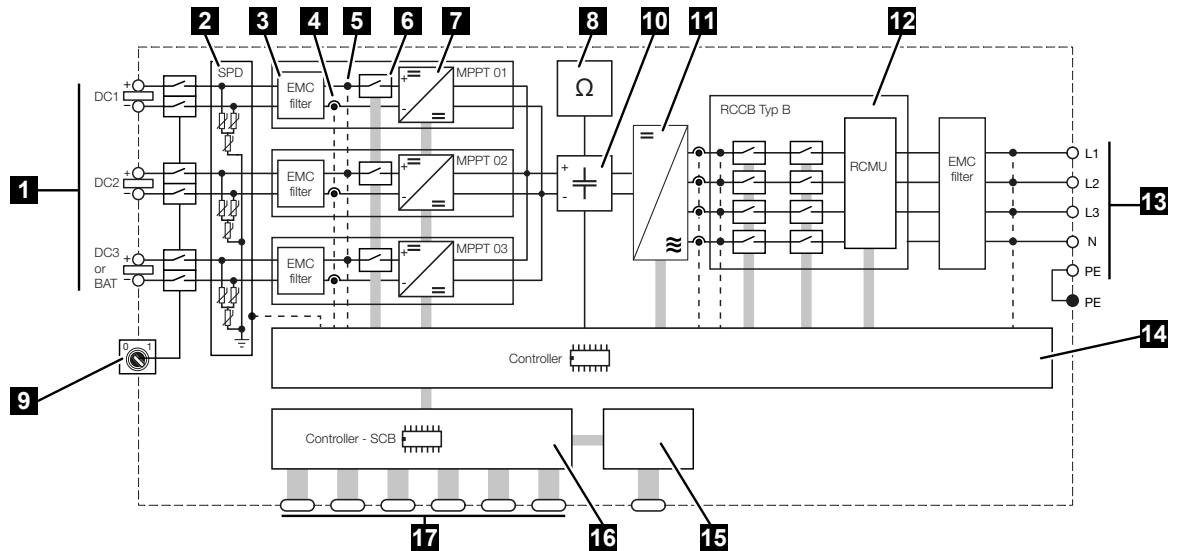 2 3 4 5 6 7 8 10 11 12
SPD
MPPT 01
+
DC1
−
EMC
filter
+ =
- =
Ω
RCCB Typ B
=
≋
RCMU
EMC
filter
L1
L2
L3
N
PE
PE
1
+
DC2
−
EMC
filter
MPPT 02
+ =
- =
+
-
13
DC3
or
BAT
+
−
EMC
filter
MPPT 03
+ =
- =
0 1
9
Controller
14
Controller - SCB
17 16 15